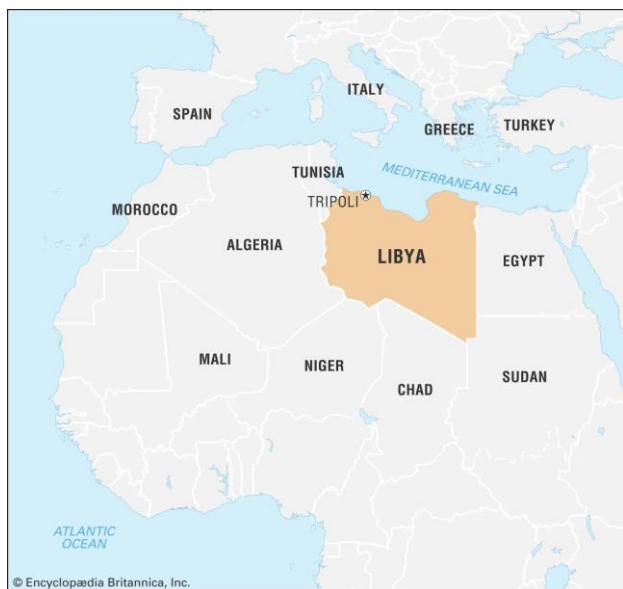 ITALY
SPAIN
GREECE
TURKEY
TUNISIA
MEDITERRANEAN SEA
TRIPOLI
MOROCCO
ALGERIA
LIBYA
EGYPT
MALI
NIGER
CHAD
SUDAN
ATLANTIC
OCEAN
© Encyclopædia Britannica, Inc.